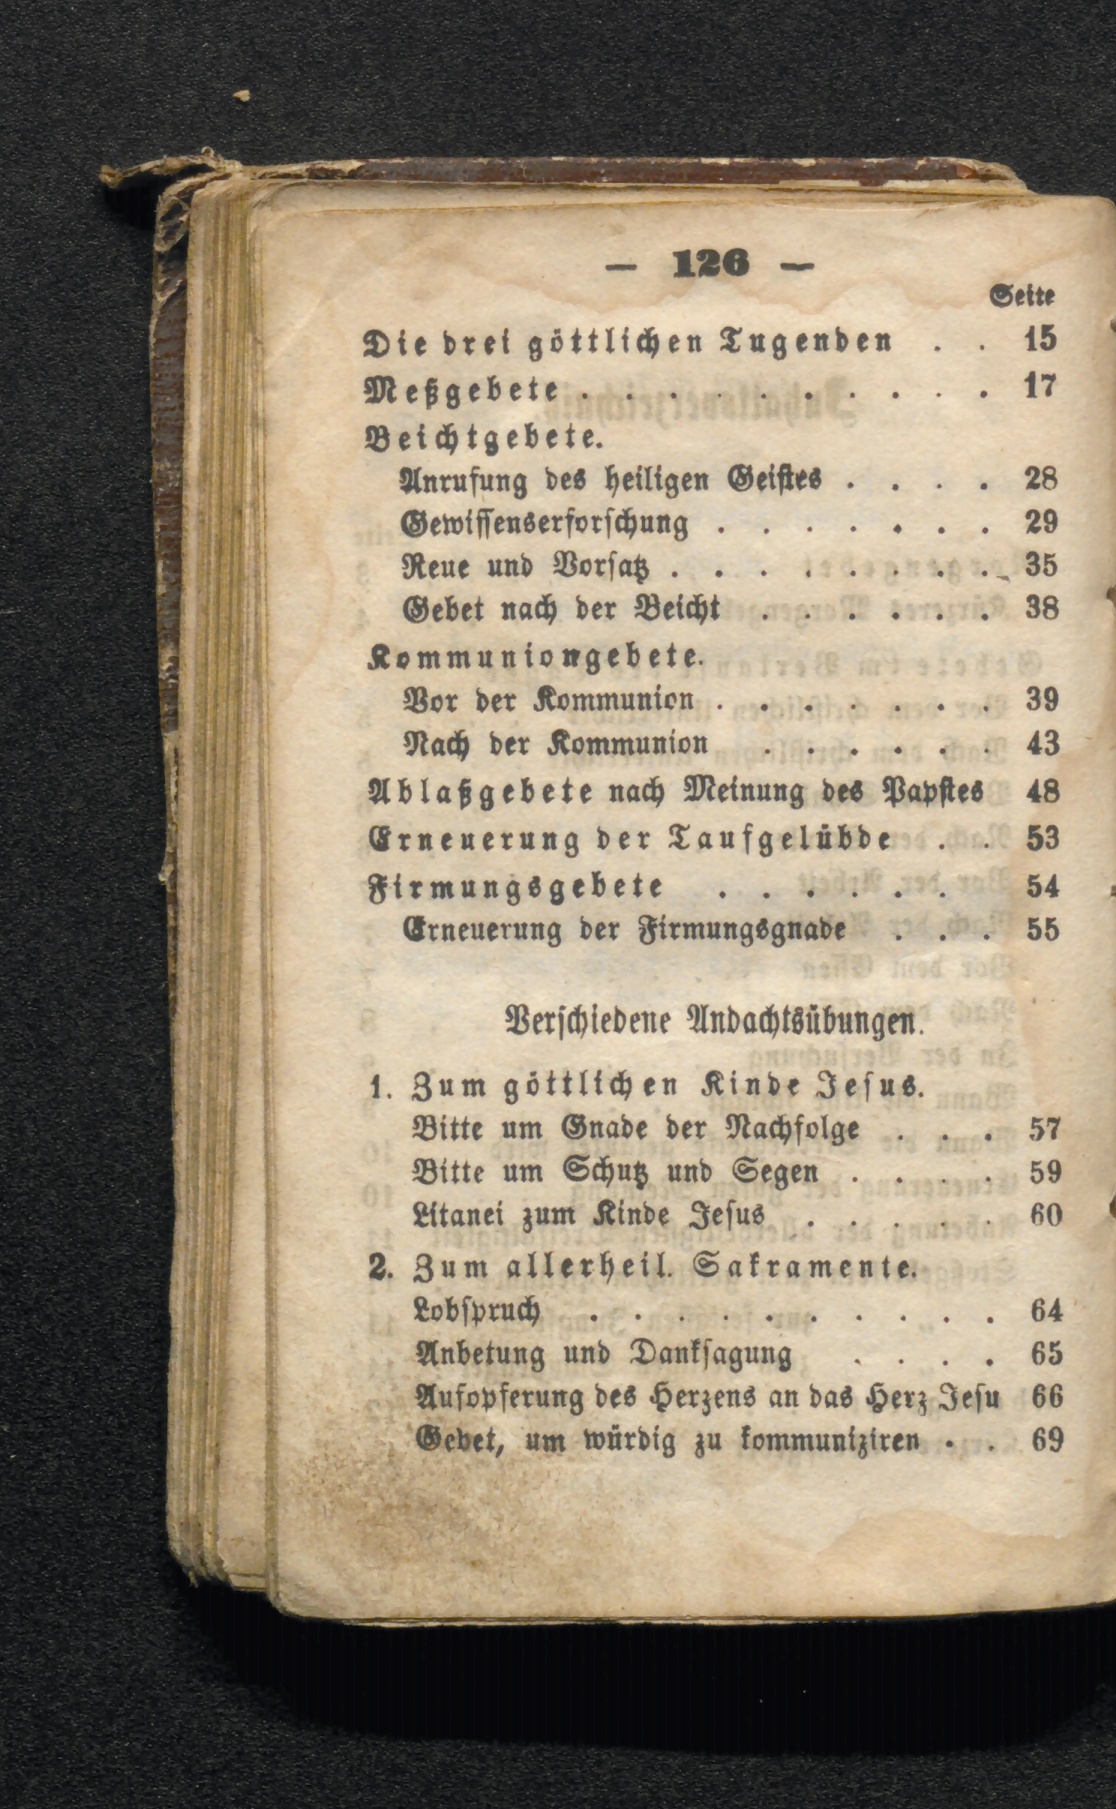 — 126 —
Seite
Die drei göttlichen Tugenden . . 15
Meßgebete . . . . . . . . . . 17
Beichtgebete.
Anrufung des heiligen Geistes . . . . 28
Gewissenserforschung . . . . . . . 29
Reue und Vorsatz . . . . . . . . 35
Gebet nach der Beicht . . . . . . 38
Kommuniongebete.
Vor der Kommunion . . . . . . . 39
Nach der Kommunion . . . . . . 43
Ablaßgebete nach Meinung des Papstes 48
Erneuerung der Taufgelübde . . 53
Firmungsgebete . . . . . . 54
Erneuerung der Firmungsgnade . . . 55
Verschiedene Andachtsübungen.
1. Zum göttlichen Kinde Jesus.
Bitte um Gnade der Nachfolge . . . 57
Bitte um Schutz und Segen . . . . 59
Litanei zum Kinde Jesus . . . . . 60
2. Zum allerheil. Sakramente.
Lobspruch . . . . . . . . . . 64
Anbetung und Danksagung . . . . 65
Aufopferung des Herzens an das Herz Jesu 66
Gebet, um würdig zu kommuniziren . . 69